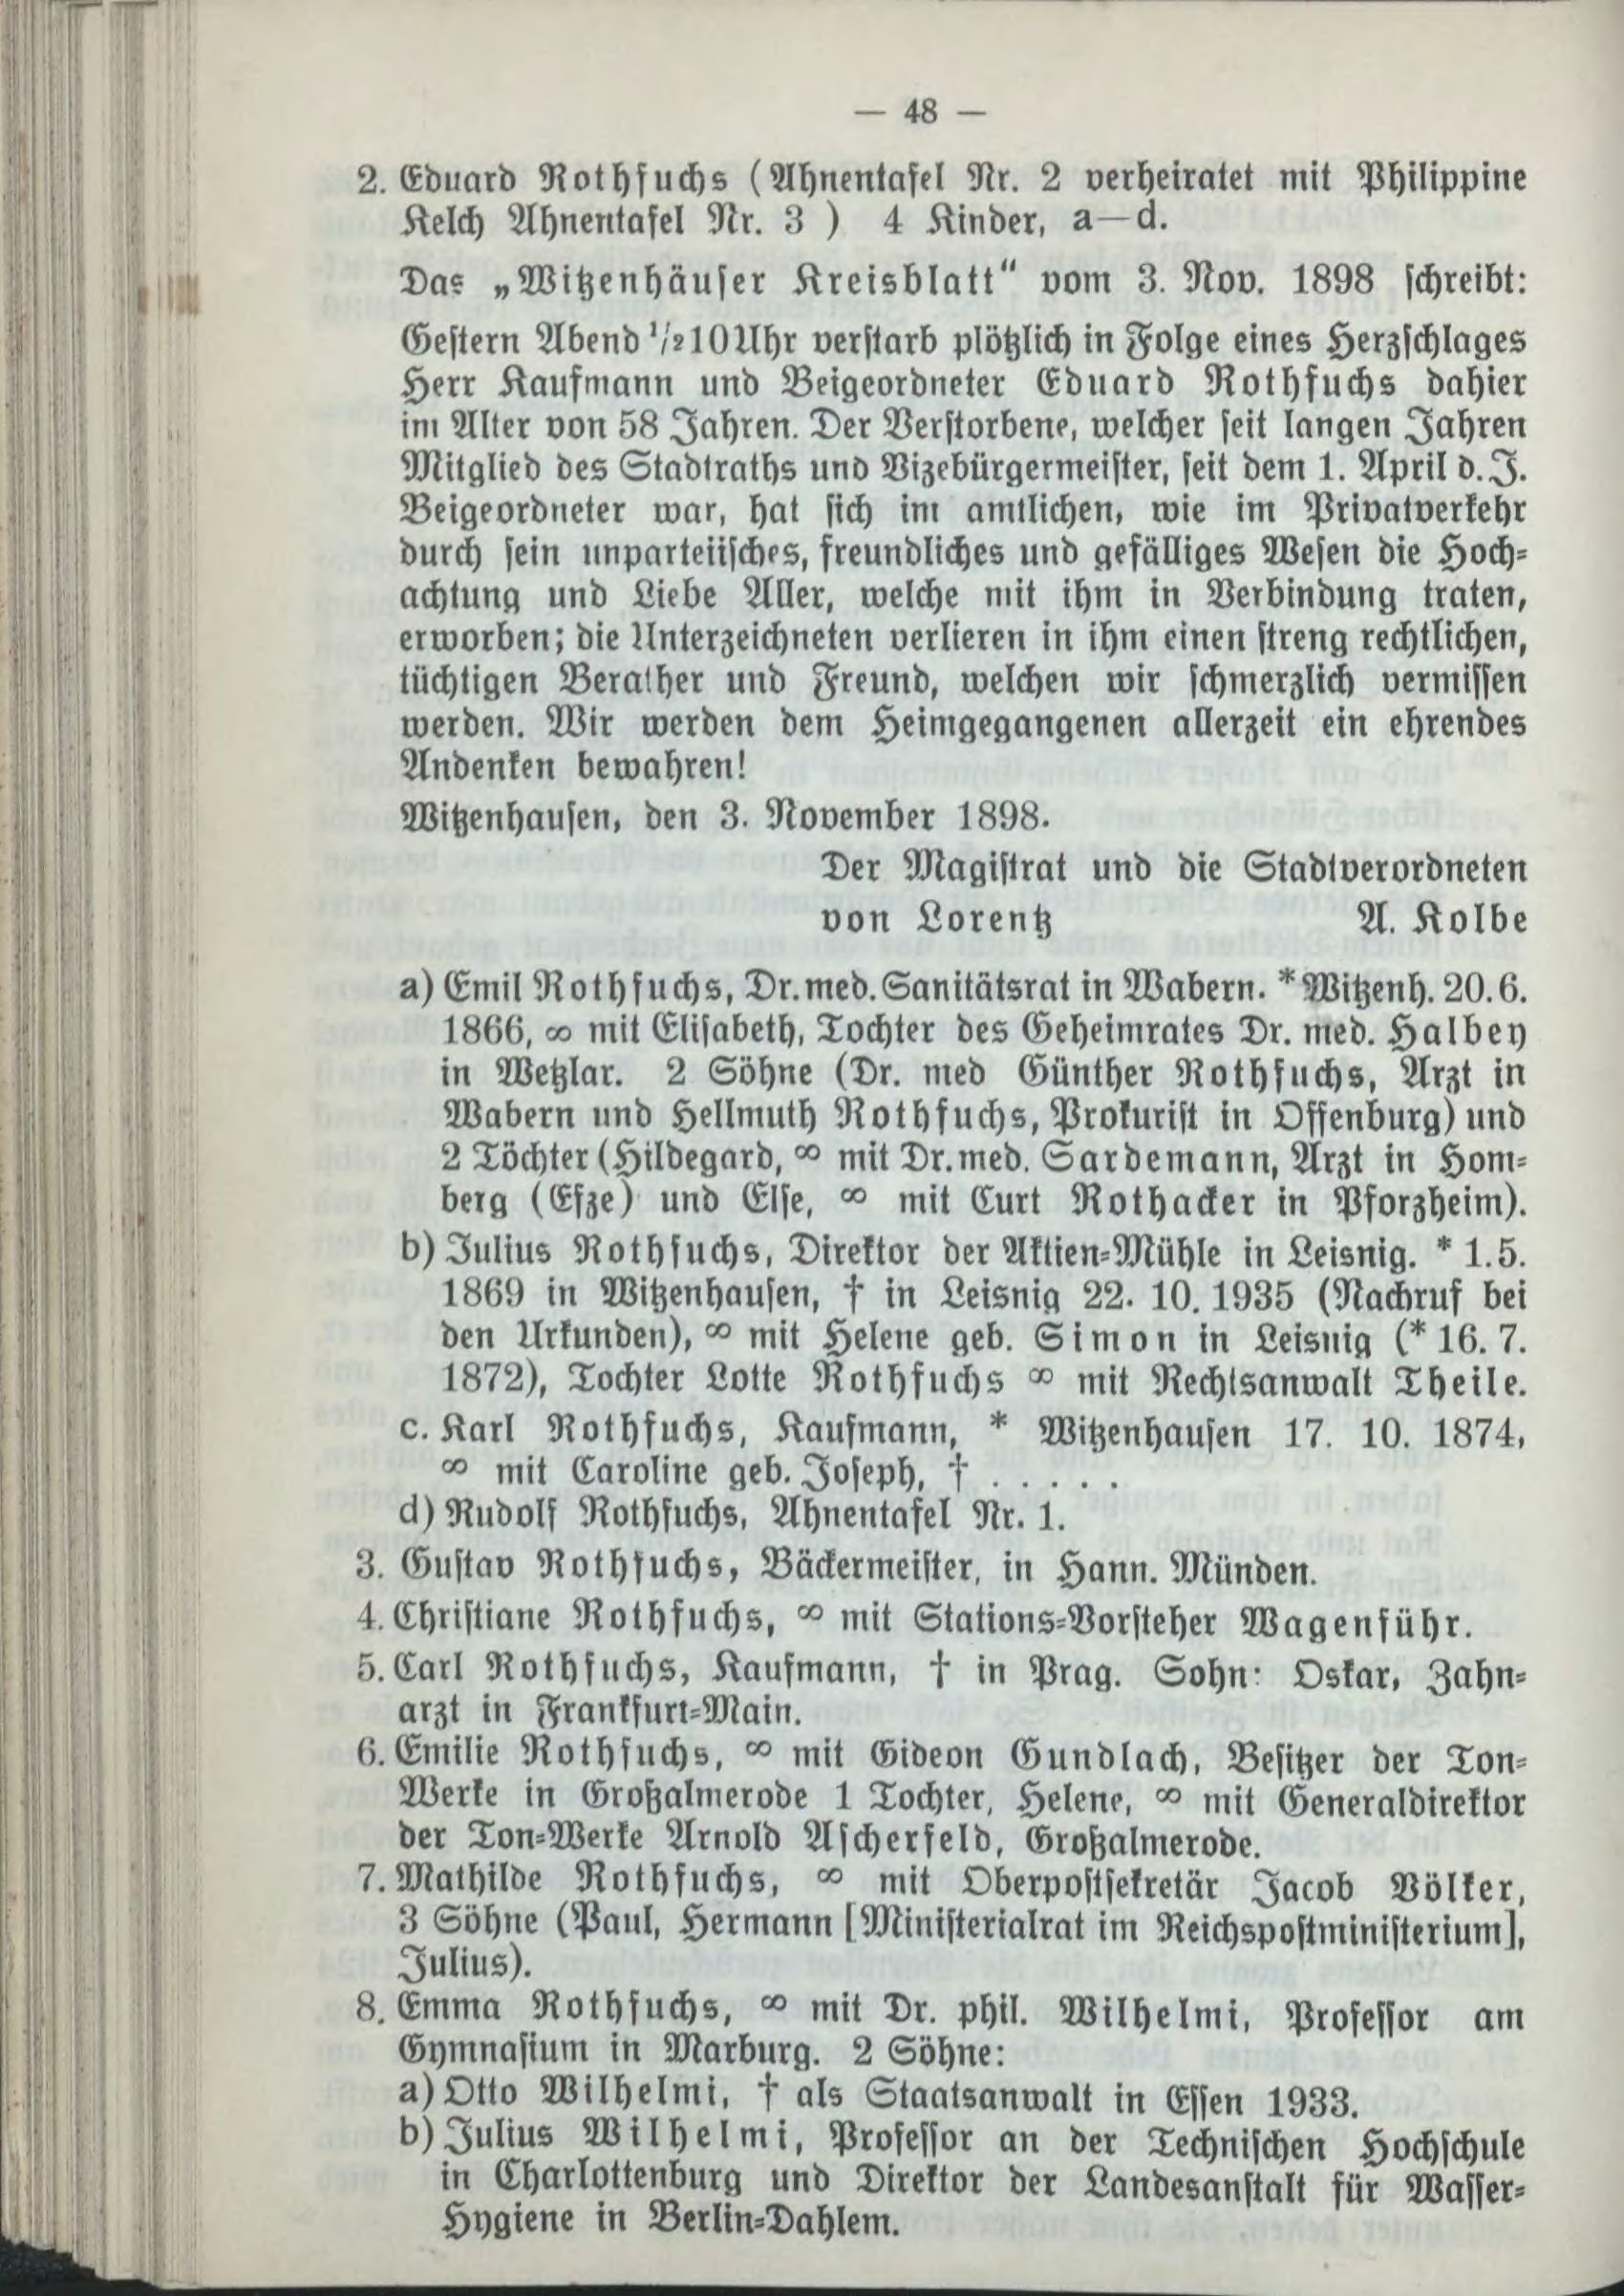 — 48 —
2. Eduard Rothfuchs (Ahnentafel Nr. 2 verheiratet mit Philippine
Kelch Ahnentafel Nr. 3 ) 4 Kinder, a—d.
Das „Witzenhäuser Kreisblatt“ vom 3. Nov. 1898 schreibt:
Gestern Abend 1/2 10 Uhr verstarb plötzlich in Folge eines Herzschlages
Herr Kaufmann und Beigeordneter Eduard Rothfuchs dahier
im Alter von 58 Jahren. Der Verstorbene, welcher seit langen Jahren
Mitglied des Stadtraths und Vizebürgermeister, seit dem 1. April d. J.
Beigeordneter war, hat sich im amtlichen, wie im Privatverkehr
durch sein unparteiisches, freundliches und gefälliges Wesen die Hoch-
achtung und Liebe Aller, welche mit ihm in Verbindung traten,
erworben; die Unterzeichneten verlieren in ihm einen streng rechtlichen,
tüchtigen Berather und Freund, welchen wir schmerzlich vermissen
werden. Wir werden dem Heimgegangenen allerzeit ein ehrendes
Andenken bewahren!
Witzenhausen, den 3. November 1898.
Der Magistrat und die Stadtverordneten
von Lorentz A. Kolbe
a) Emil Rothfuchs, Dr. med. Sanitätsrat in Wabern. * Witzenh. 20. 6.
1866, ∞ mit Elisabeth, Tochter des Geheimrates Dr. med. Halbey
in Wetzlar. 2 Söhne (Dr. med Günther Rothfuchs, Arzt in
Wabern und Hellmuth Rothfuchs, Prokurist in Offenburg) und
2 Töchter (Hildegard, ∞ mit Dr. med. Sardemann, Arzt in Hom-
berg (Efze) und Else, ∞ mit Curt Rothacker in Pforzheim).
b) Julius Rothfuchs, Direktor der Aktien-Mühle in Leisnig. * 1. 5.
1869 in Witzenhausen, † in Leisnig 22. 10. 1935 (Nachruf bei
den Urkunden), ∞ mit Helene geb. Simon in Leisnig (* 16. 7.
1872), Tochter Lotte Rothfuchs ∞ mit Rechtsanwalt Theile.
c. Karl Rothfuchs, Kaufmann, * Witzenhausen 17. 10. 1874,
∞ mit Caroline geb. Joseph, † . . . . .
d) Rudolf Rothfuchs, Ahnentafel Nr. 1.
3. Gustav Rothfuchs, Bäckermeister, in Hann. Münden.
4. Christiane Rothfuchs, ∞ mit Stations-Vorsteher Wagenführ.
5. Carl Rothfuchs, Kaufmann, † in Prag. Sohn: Oskar, Zahn-
arzt in Frankfurt-Main.
6. Emilie Rothfuchs, ∞ mit Gideon Gundlach, Besitzer der Ton-
Werke in Großalmerode 1 Tochter, Helene, ∞ mit Generaldirektor
der Ton-Werke Arnold Ascherfeld, Großalmerode.
7. Mathilde Rothfuchs, ∞ mit Oberpostsekretär Jacob Völker,
3 Söhne (Paul, Hermann [Ministerialrat im Reichspostministerium],
Julius).
8. Emma Rothfuchs, ∞ mit Dr. phil. Wilhelmi, Professor am
Gymnasium in Marburg. 2 Söhne:
a) Otto Wilhelmi, † als Staatsanwalt in Essen 1933.
b) Julius Wilhelmi, Professor an der Technischen Hochschule
in Charlottenburg und Direktor der Landesanstalt für Wasser-
Hygiene in Berlin-Dahlem.